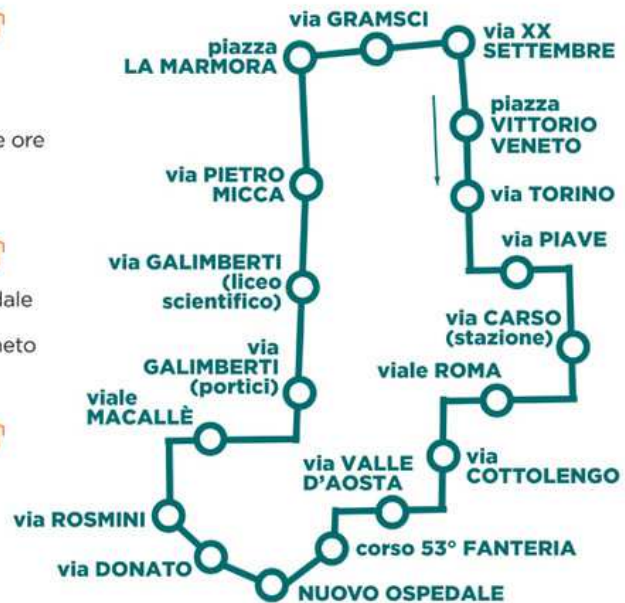 via GRAMSCI
via XX
SETTEMBRE
piazza
LA MARMORA
piazza
VITTORIO
VENETO
e ore
via PIETRO
MICCA
via TORINO
via PIAVE
via GALIMBERTI
(liceo
scientifico)
via CARSO
(stazione)
via
GALIMBERTI
(portici)
viale ROMA
viale
MACALLÈ
via VALLE
D'AOSTA
via
COTTOLENGO
via ROSMINI
corso 53° FANTERIA
via DONATO
NUOVO OSPEDALE